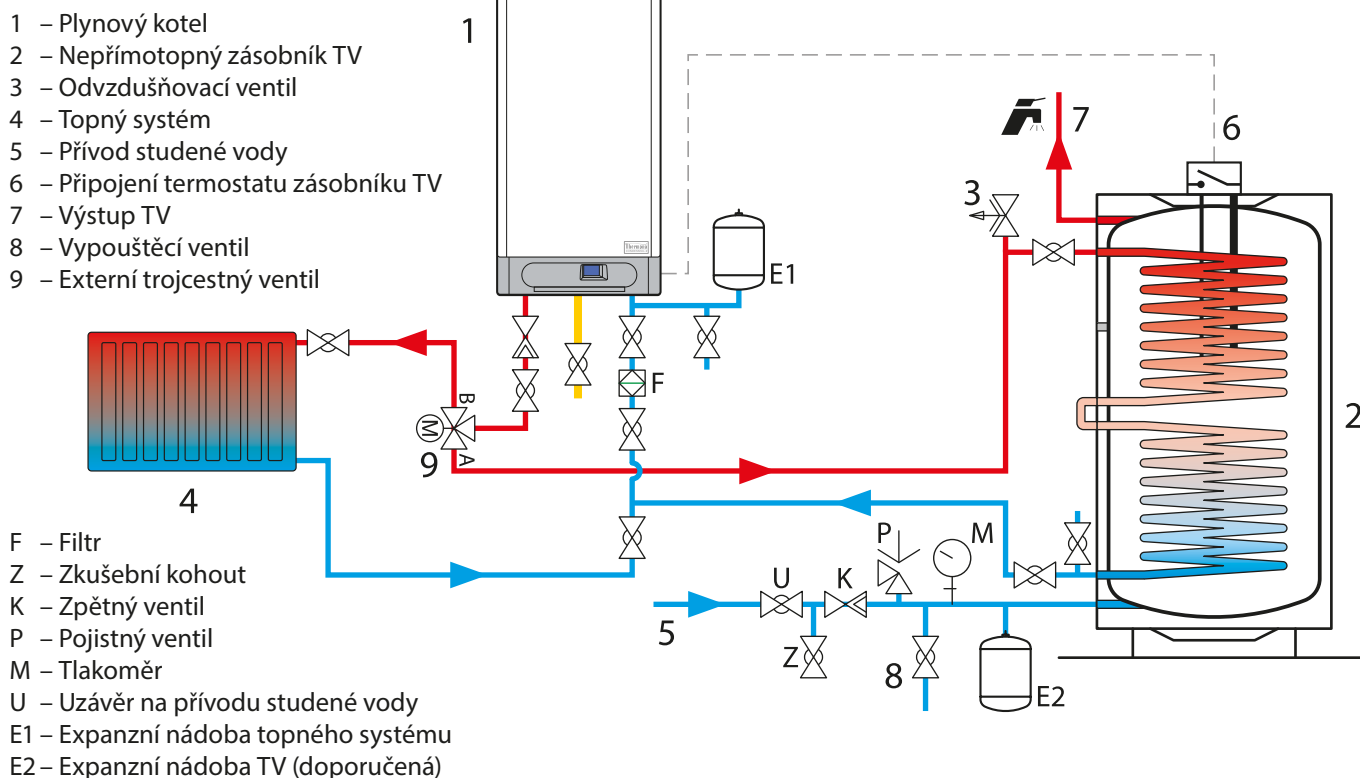 1 – Plynový kotel
2 – Nepřímotopný zásobník TV
3 – Odvzdušňovací ventil
4 – Topný systém
5 – Přívod studené vody
6 – Připojení termostatu zásobníku TV
7 – Výstup TV
8 – Vypouštěcí ventil
9 – Externí trojcestný ventil
1
Thermona
E1
3
7
6
2
F
B
M
A
9
4
P
M
U
K
5
Z
8
E2
F – Filtr
Z – Zkušební kohout
K – Zpětný ventil
P – Pojistný ventil
M – Tlakoměr
U – Uzávěr na přívodu studené vody
E1 – Expanzní nádoba topného systému
E2 – Expanzní nádoba TV (doporučená)